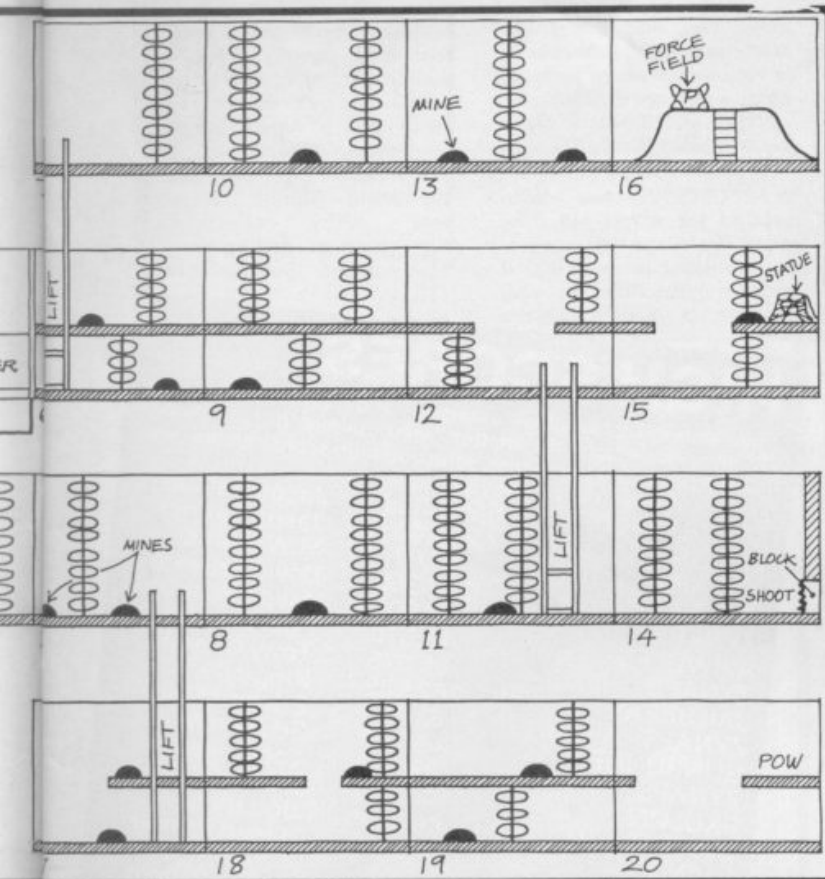 FORCE
FIELD
MINE
10
13
16
LIFT
STATUE
ER
9
12
15
MINES
LIFT
BLOCK
SHOOT
8
11
14
LIFT
POW
18
19
20